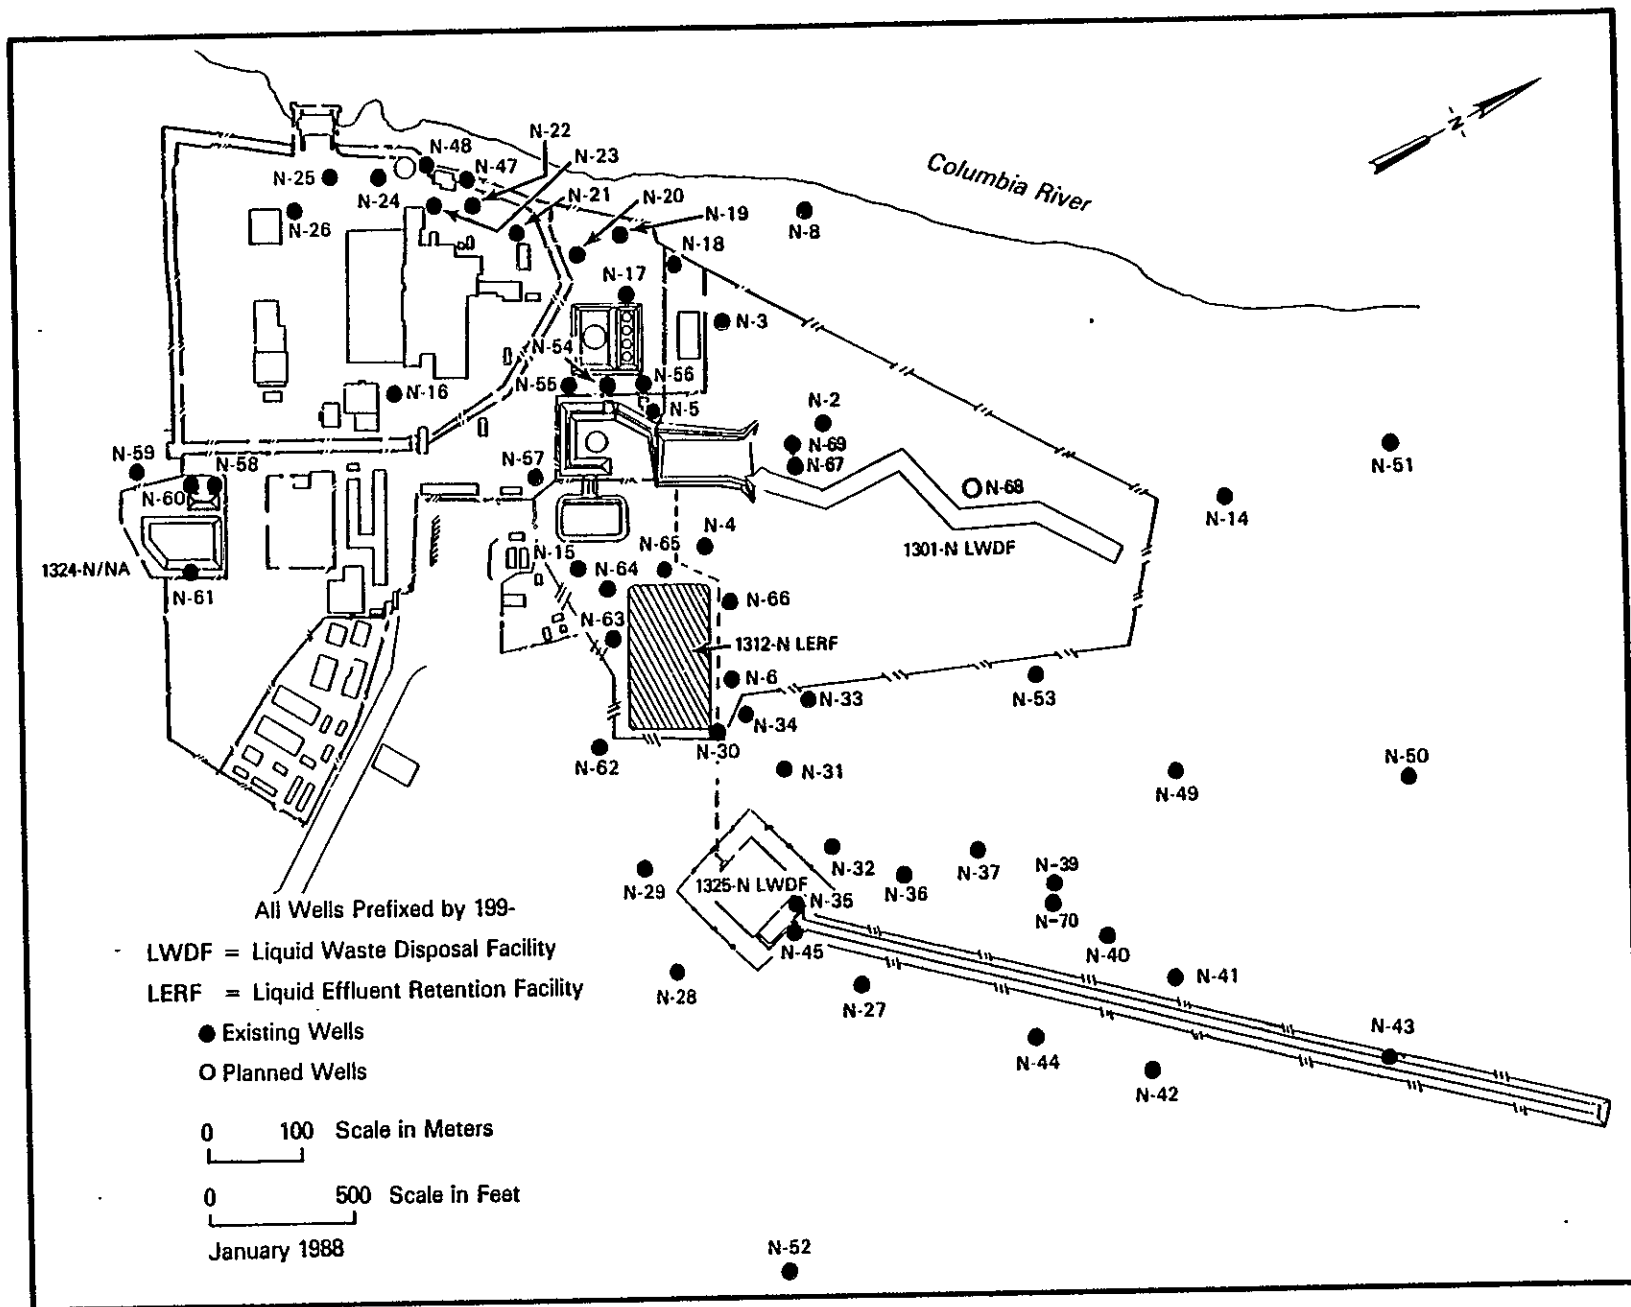 N-22
N-48
N-23
N-47
Columbia River
N
N-25
N-24
N-21
N-20
N-19
N-26
N-18
N-8
N-17
N-3
N-54
N-55
N-56
N-16
N-5
N-2
N-69
N-67
N-51
N-59
N-58
N-57
N-60
N-68
N-14
N-4
1301-N LWDF
N-15
N-65
1324-N/NA
N-64
N-61
N-66
N-63
1312-N LERF
N-6
N-33
N-53
N-34
N-30
N-62
N-31
N-49
N-50
N-32
N-37
N-39
N-29
1325-N LWDF
N-36
N-35
N-70
N-45
N-40
N-41
N-28
N-27
N-43
N-44
N-42
All Wells Prefixed by 199-
LWDF = Liquid Waste Disposal Facility
LERF = Liquid Effluent Retention Facility
Existing Wells
Planned Wells
0 100 Scale in Meters
0 500 Scale in Feet
January 1988
N-52